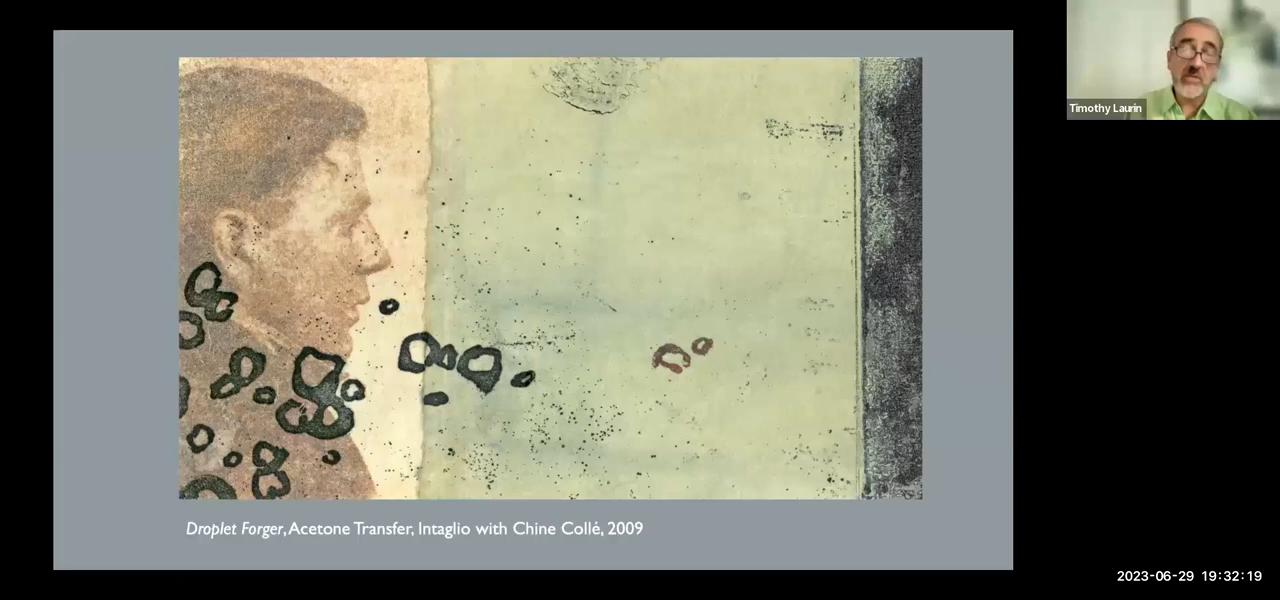 Timothy Laurin
Droplet Forger, Acetone Transfer, Intaglio with Chine Collé, 2009
2023-06-29 19:32:19